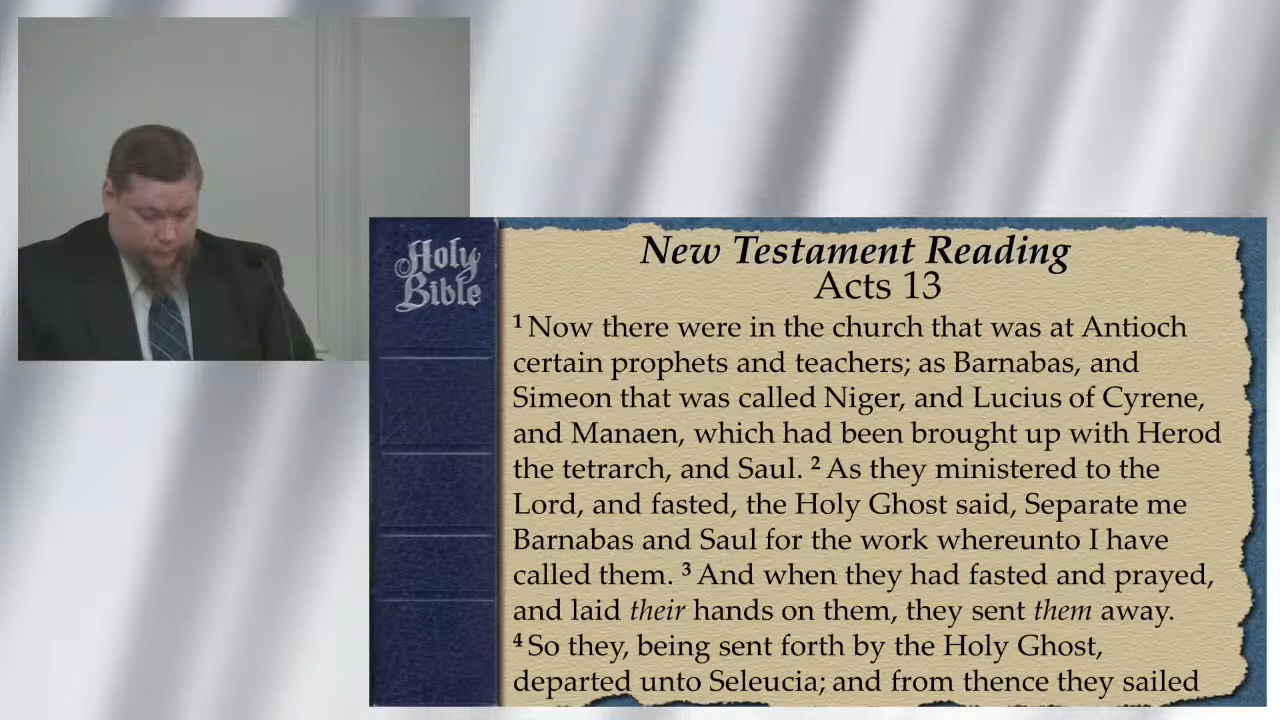 Holy
Bible
New Testament Reading
Acts 13
1 Now there were in the church that was at Antioch
certain prophets and teachers; as Barnabas, and
Simeon that was called Niger, and Lucius of Cyrene,
and Manaen, which had been brought up with Herod
the tetrarch, and Saul. 2 As they ministered to the
Lord, and fasted, the Holy Ghost said, Separate me
Barnabas and Saul for the work whereunto I have
called them. 3 And when they had fasted and prayed,
and laid their hands on them, they sent them away.
4 So they, being sent forth by the Holy Ghost,
departed unto Seleucia; and from thence they sailed